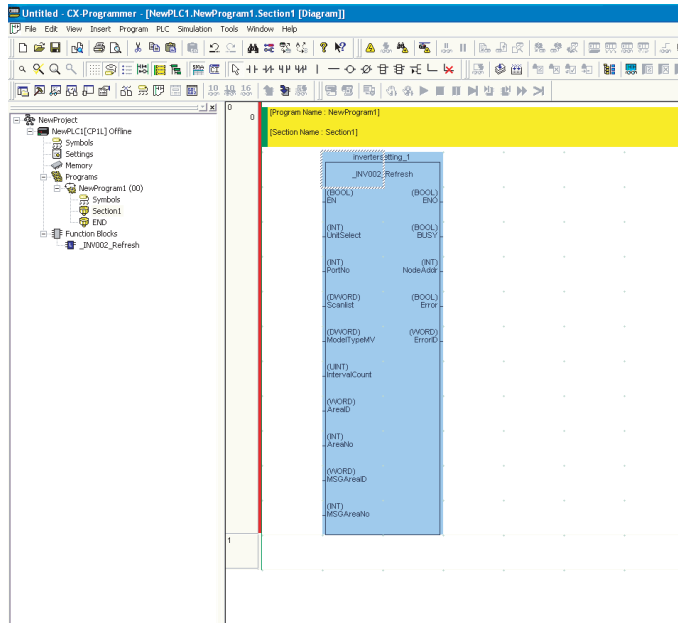 Untitled - CX-Programmer - [NewPLC1.NewProgram1.Section1 [Diagram]]
File Edit View Insert Program PLC Simulation Tools Window Help
10 10 16
NewProject
NewPLC1[CP1L] Offline
Symbols
Settings
Memory
Programs
NewProgram1 (00)
Symbols
Section1
END
Function Blocks
_INV002_Refresh
0
0
[Program Name : NewProgram1]
[Section Name : Section1]
invertersetting_1
_INV002_Refresh
(BOOL) (BOOL)
EN ENO
(INT) (BOOL)
UnitSelect BUSY
(INT) (INT)
PortNo NodeAddr
(DWORD) (BOOL)
Scanlist Error
(DWORD) (WORD)
ModelTypeMV ErrorID
(UINT)
IntervalCount
(WORD)
AreaID
(INT)
AreaNo
(WORD)
MSGAreaID
(INT)
MSGAreaNo
1